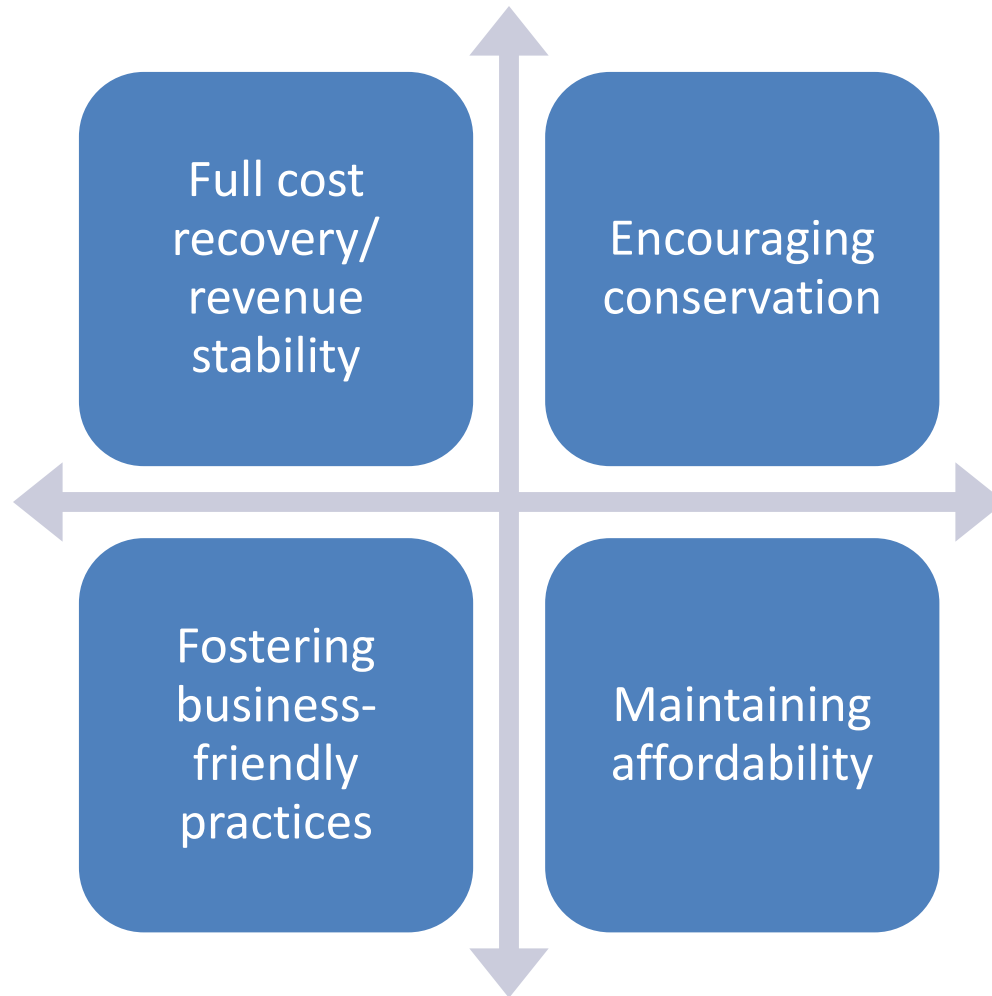 Full cost
recovery/
revenue
stability
Encouraging
conservation
Fostering
business-
friendly
practices
Maintaining
affordability